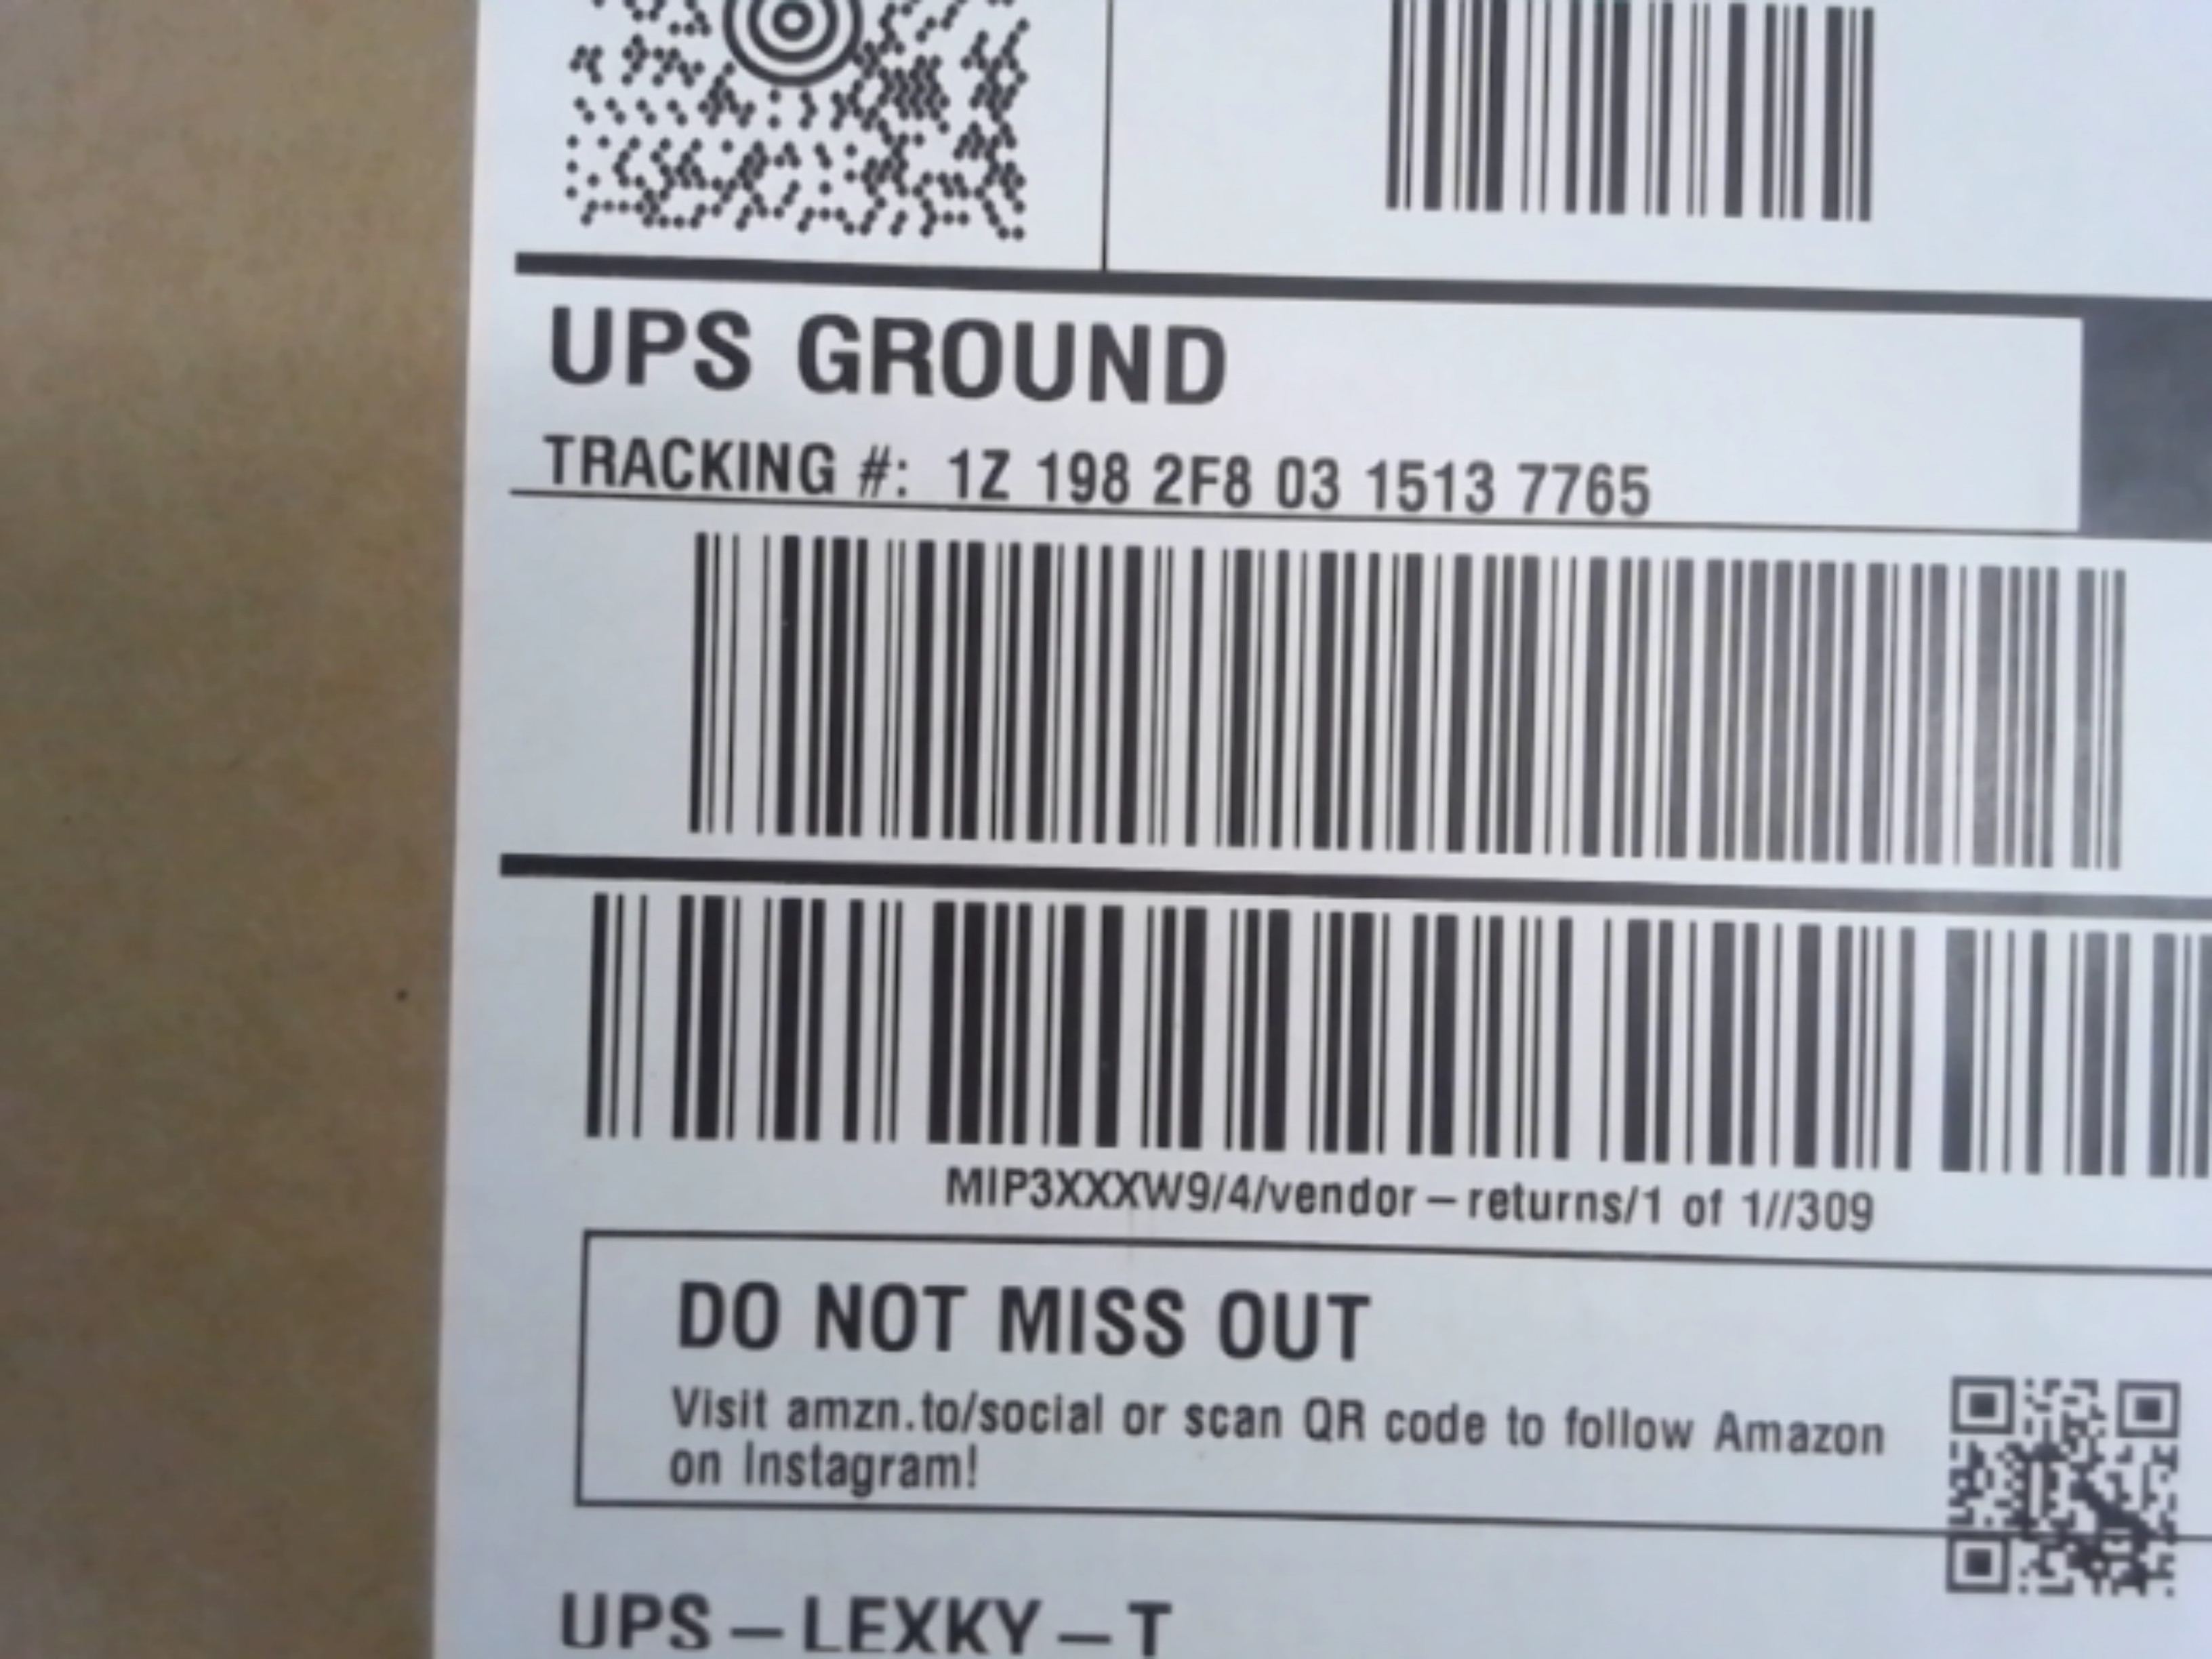 UPS GROUND
TRACKING #: 1Z 198 2F8 03 1513 7765
MIP3XXXW9/4/vendor – returns/1 of 1//309
DO NOT MISS OUT
Visit amzn.to/social or scan QR code to follow Amazon
on Instagram!
UPS – LEXKY – T